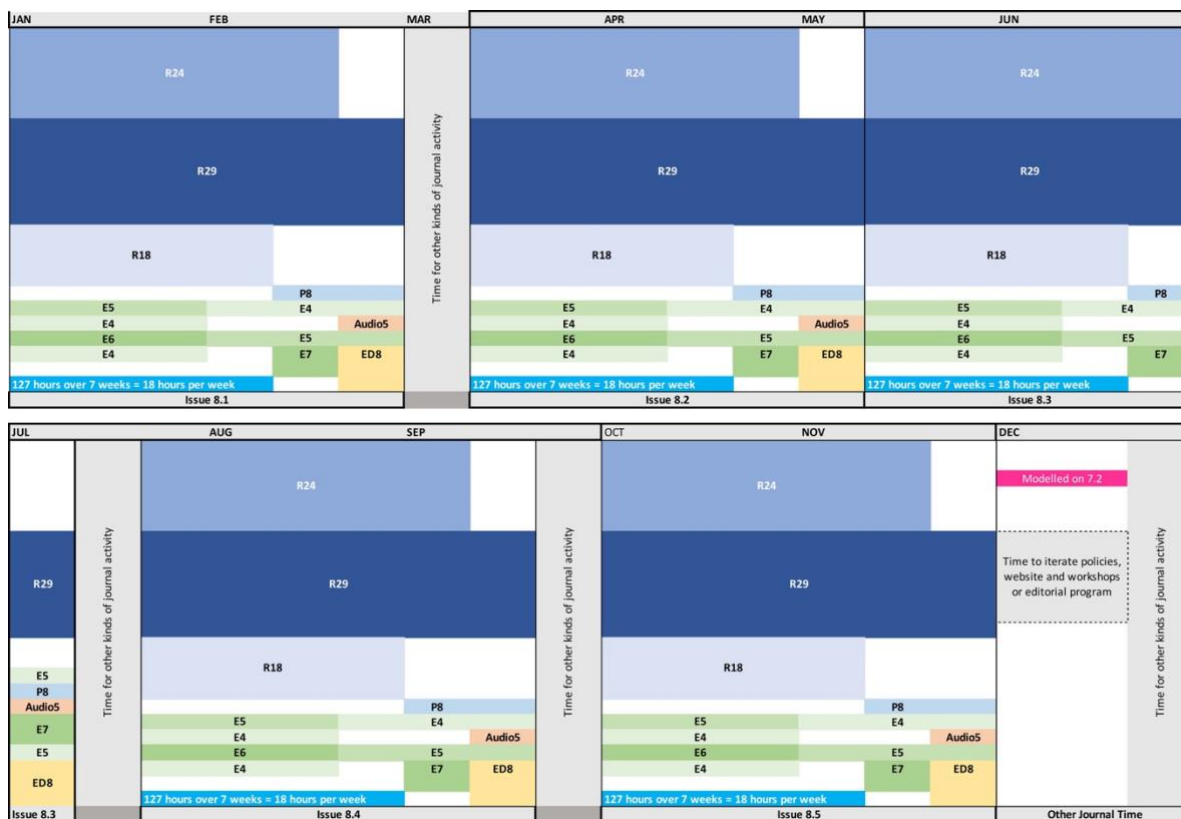 JAN FEB MAR APR MAY JUN
R24 R24 R24
Time for other kinds of journal activity
R29 R29 R29
R18 R18 R18
P8 P8 P8
E5 E4 E5 E4 E5 E4
E4 Audio5 E4 Audio5 E4
E6 E5 E6 E5 E6 E5
E4 E7 ED8 E4 E7 ED8 E4 E7
127 hours over 7 weeks = 18 hours per week 127 hours over 7 weeks = 18 hours per week 127 hours over 7 weeks = 18 hours per week
Issue 8.1 Issue 8.2 Issue 8.3
JUL AUG SEP OCT NOV DEC
Modelled on 7.2
R24 R24
Time for other kinds of journal activity
Time for other kinds of journal activity
Time for other kinds of journal activity
Time to iterate policies,
website and workshops
or editorial program
R29 R29 R29
R18 R18
E5
P8 P8 P8
Audio5 E5 E4 E5 E4
E7 E4 Audio5 E4 Audio5
E5 E6 E5 E6 E5
ED8 E4 E7 ED8 E4 E7 ED8
127 hours over 7 weeks = 18 hours per week 127 hours over 7 weeks = 18 hours per week
Issue 8.3 Issue 8.4 Issue 8.5 Other Journal Time